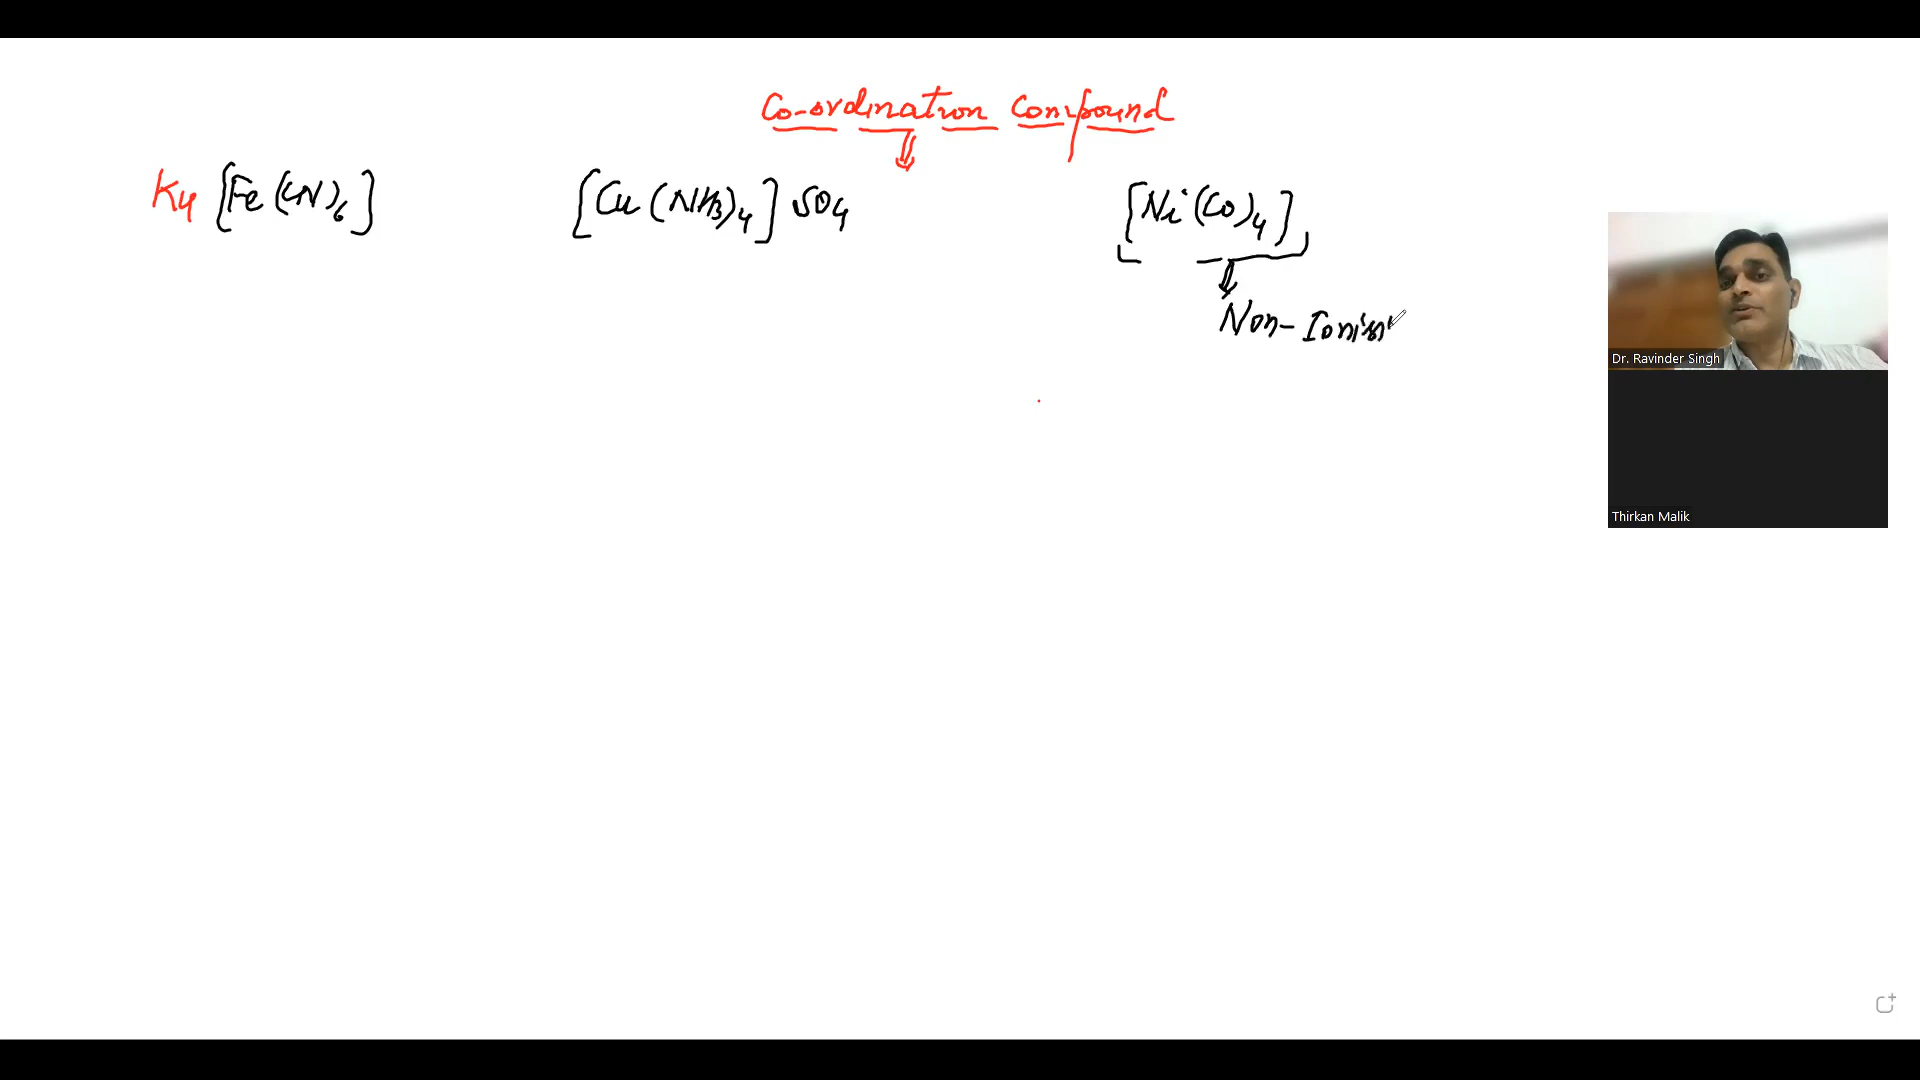 Co-ordination Compound
K4 [Fe(CN)6]
[Cu(NH3)4] SO4
[Ni(CO)4]
Non-
Dr. Ravinder Singh
Thirkan Malik